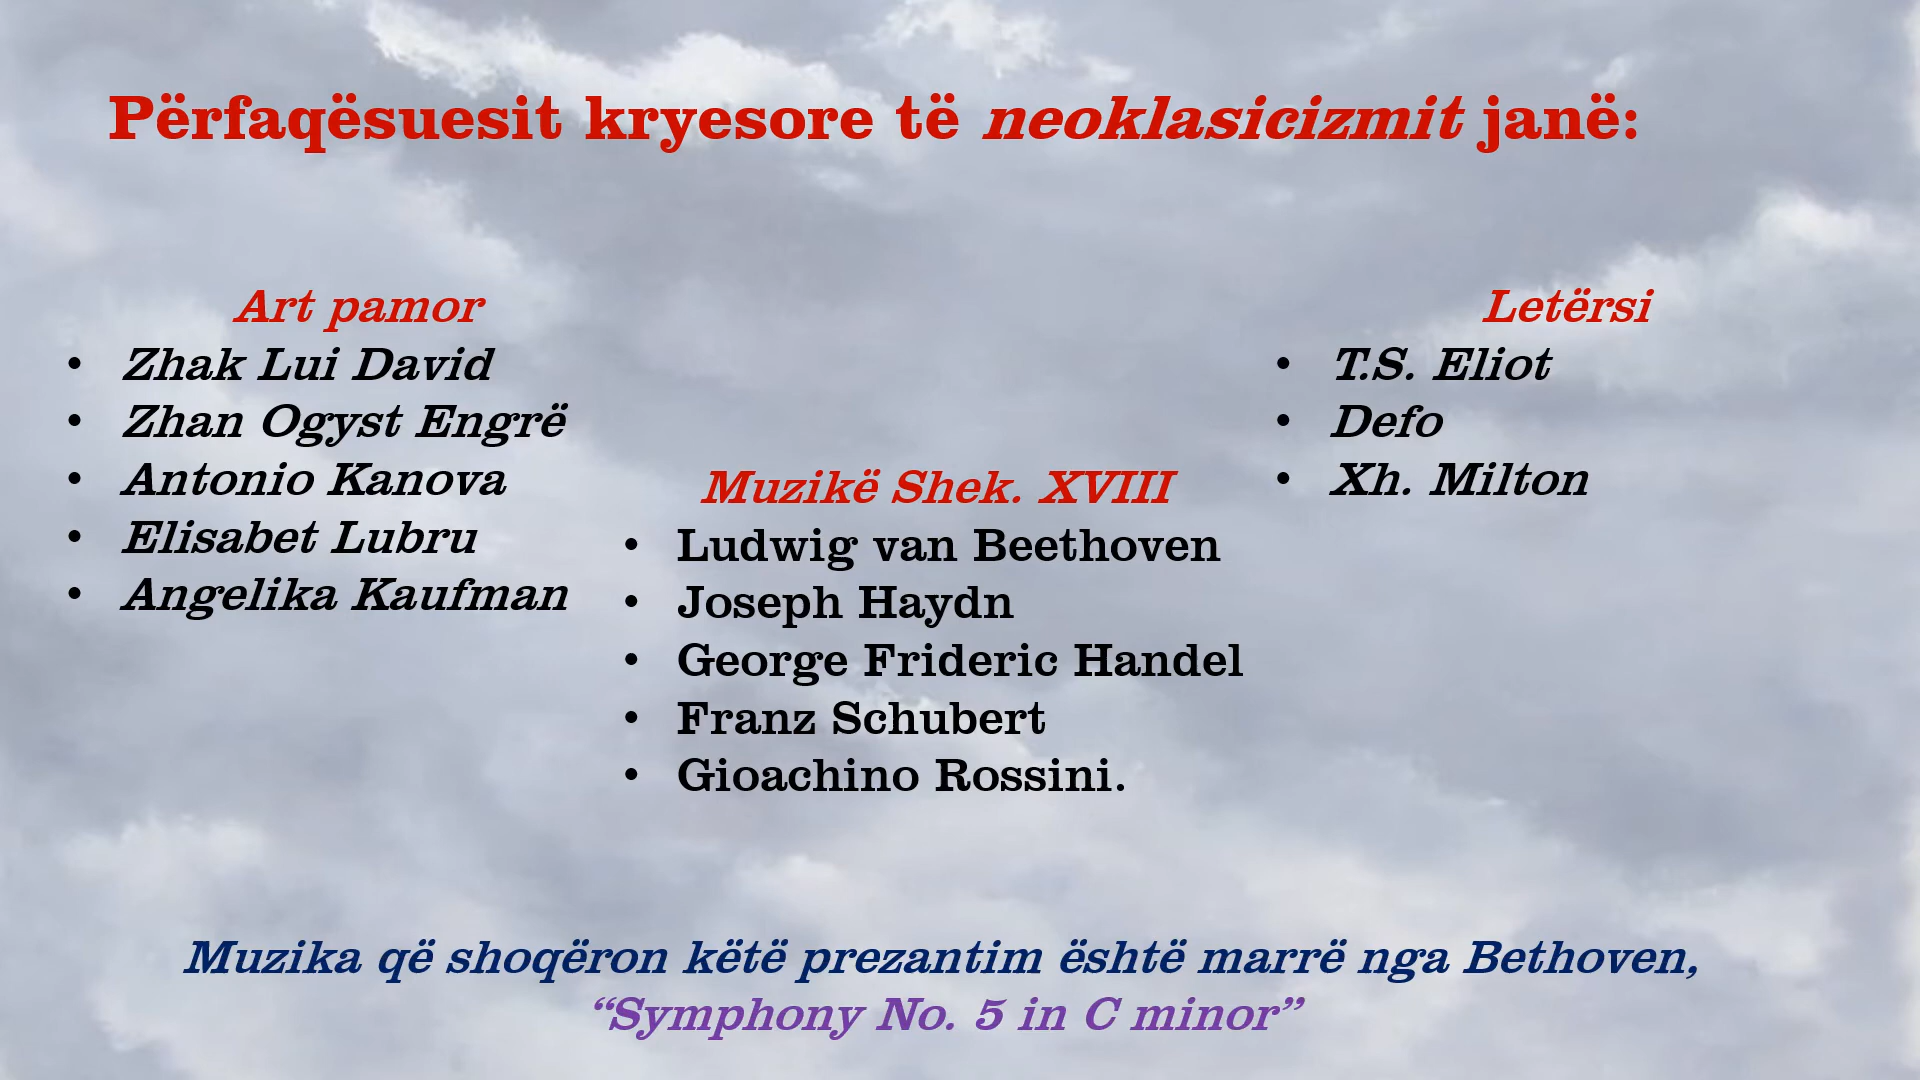 Përfaqësuesit kryesore të neoklasicizmit janë:
Art pamor
• Zhak Lui David
• Zhan Ogyst Engrë
• Antonio Kanova
• Elisabet Lubru
• Angelika Kaufman
Muzikë Shek. XVIII
• Ludwig van Beethoven
• Joseph Haydn
• George Frideric Handel
• Franz Schubert
• Gioachino Rossini.
Letërsi
• T.S. Eliot
• Defo
• Xh. Milton
Muzika që shoqëron këtë prezantim është marrë nga Bethoven,
“Symphony No. 5 in C minor”